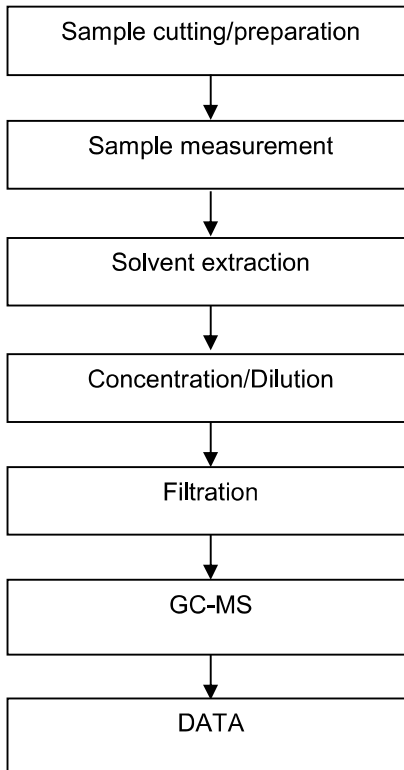 Sample cutting/preparation
Sample measurement
Solvent extraction
Concentration/Dilution
Filtration
GC-MS
DATA